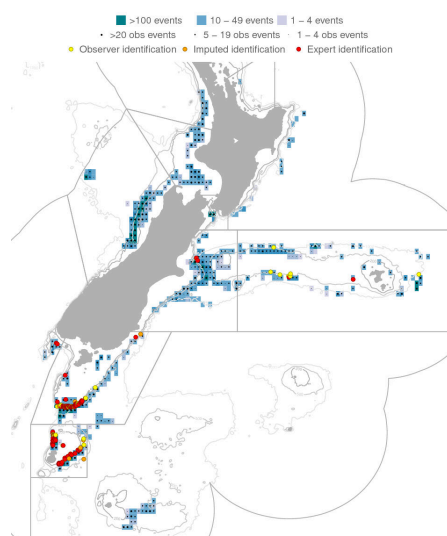 >100 events 10 – 49 events 1 – 4 events
>20 obs events 5 – 19 obs events 1 – 4 obs events
Observer identification Imputed identification Expert identification